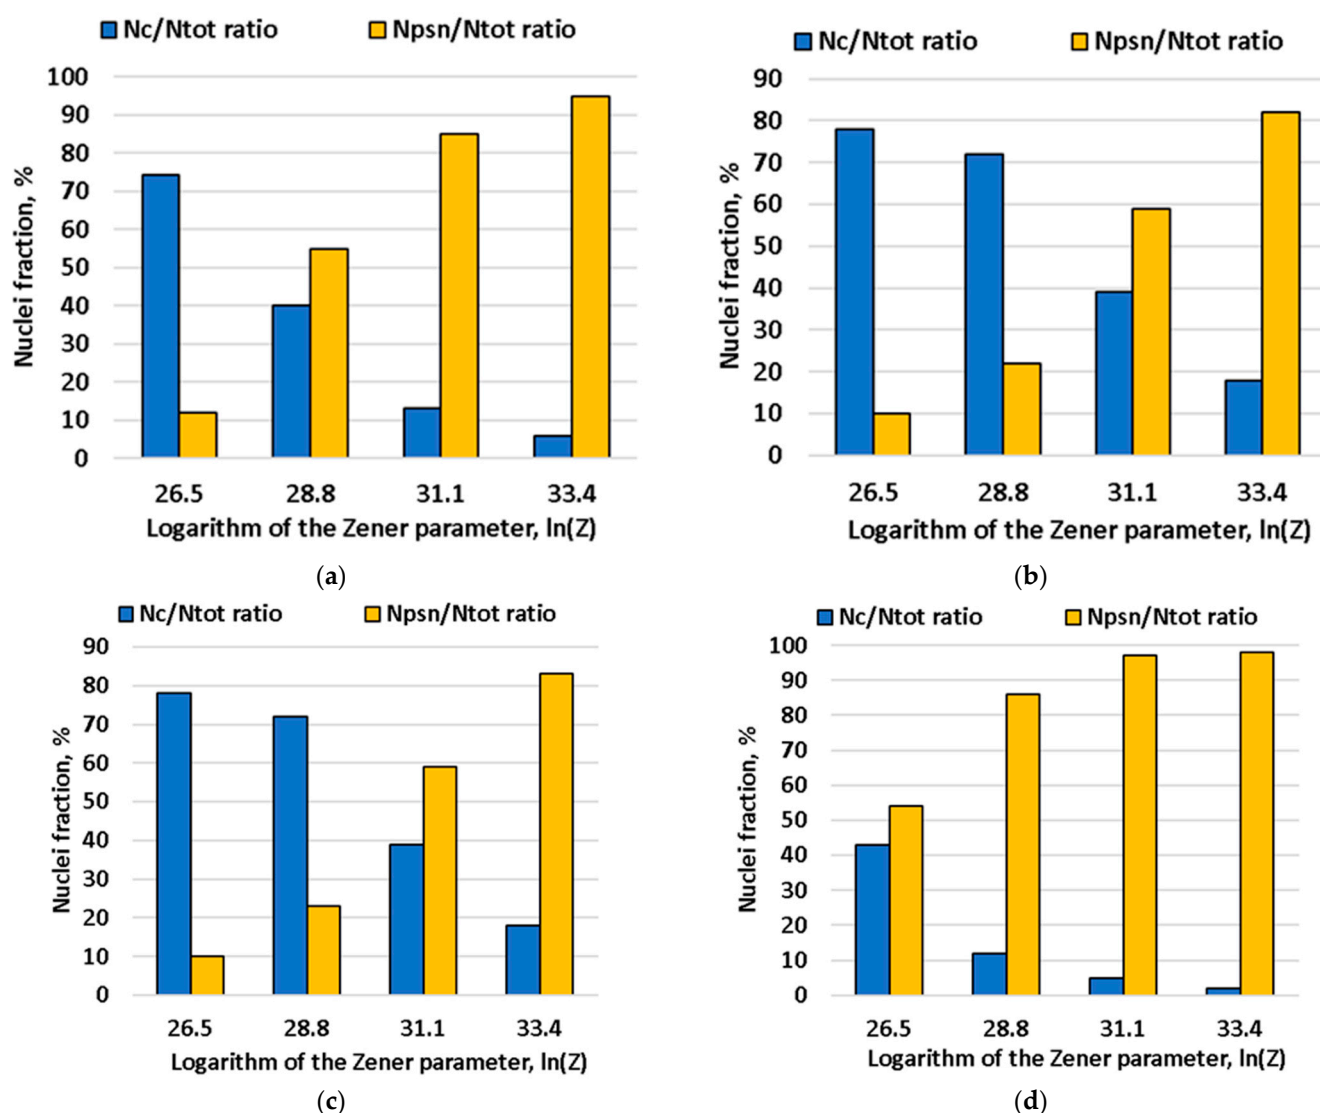 Nc/Ntot ratio Npsn/Ntot ratio
Nuclei fraction, %
100
90
80
70
60
50
40
30
20
10
0
26.5 28.8 31.1 33.4
Logarithm of the Zener parameter, ln(Z)
(a)
Nc/Ntot ratio Npsn/Ntot ratio
Nuclei fraction, %
90
80
70
60
50
40
30
20
10
0
26.5 28.8 31.1 33.4
Logarithm of the Zener parameter, ln(Z)
(b)
Nc/Ntot ratio Npsn/Ntot ratio
Nuclei fraction, %
90
80
70
60
50
40
30
20
10
0
26.5 28.8 31.1 33.4
Logarithm of the Zener parameter, ln(Z)
(c)
Nc/Ntot ratio Npsn/Ntot ratio
Nuclei fraction, %
100
90
80
70
60
50
40
30
20
10
0
26.5 28.8 31.1 33.4
Logarithm of the Zener parameter, ln(Z)
(d)